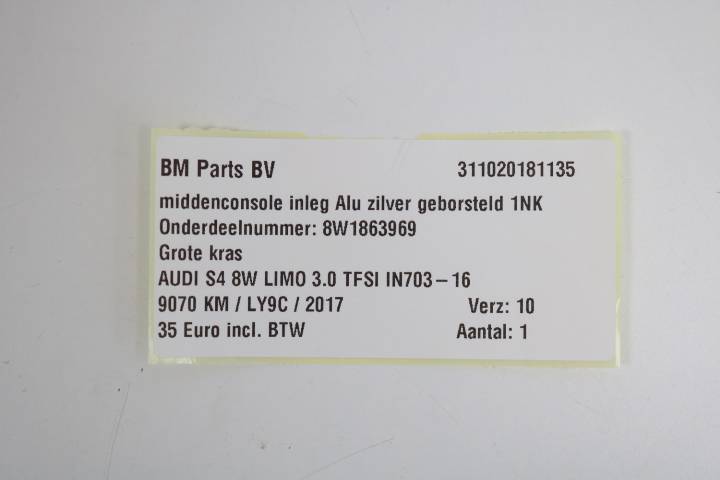 BM Parts BV 311020181135
middenconsole inleg Alu zilver geborsteld 1NK
Onderdeelnummer: 8W1863969
Grote kras
AUDI S4 8W LIMO 3.0 TFSI IN703-16
9070 KM / LY9C / 2017 Verz: 10
35 Euro incl. BTW Aantal: 1